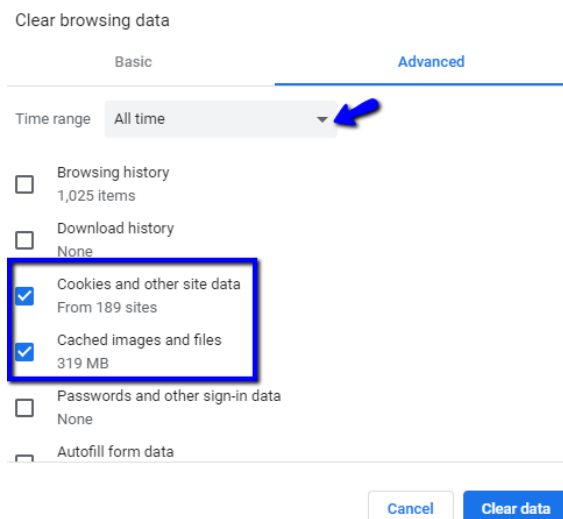 Clear browsing data
Basic
Advanced
Time range
All time
Browsing history
1,025 items
Download history
None
Cookies and other site data
From 189 sites
Cached images and files
319 MB
Passwords and other sign-in data
None
Autofill form data
Cancel
Clear data